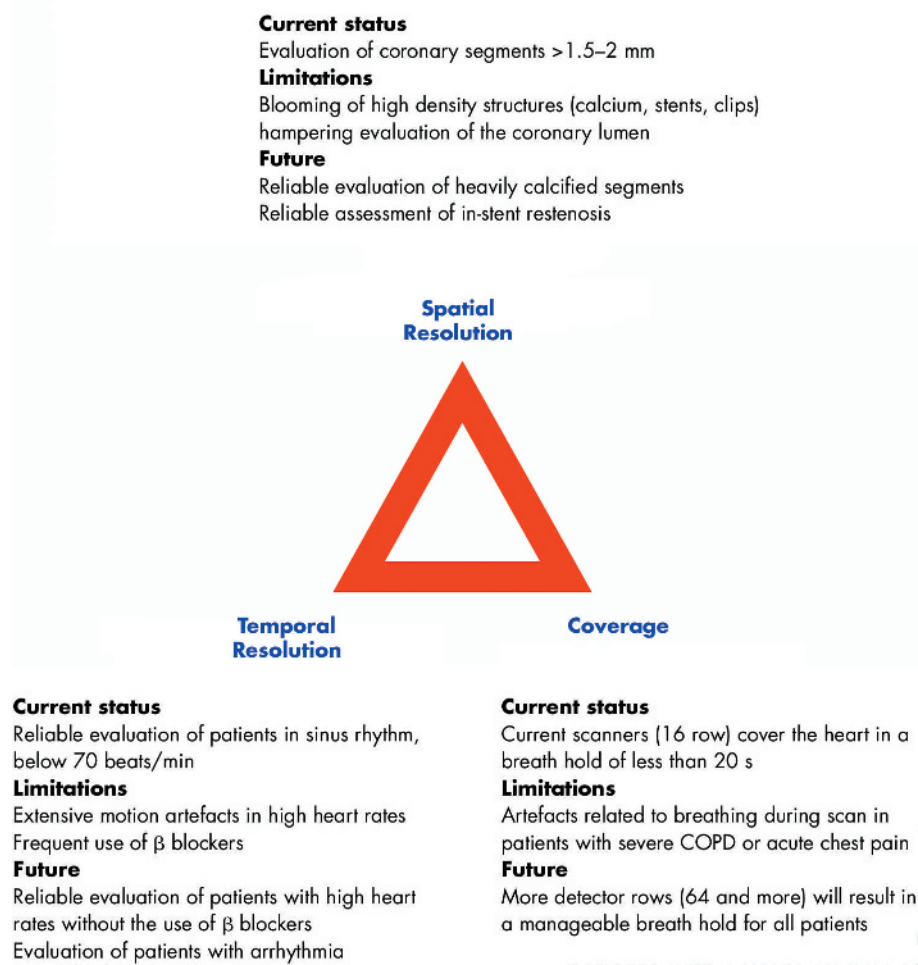 Current status
Evaluation of coronary segments >1.5–2 mm
Limitations
Blooming of high density structures (calcium, stents, clips)
hampering evaluation of the coronary lumen
Future
Reliable evaluation of heavily calcified segments
Reliable assessment of in-stent restenosis
Spatial
Resolution
Temporal
Resolution
Coverage
Current status
Reliable evaluation of patients in sinus rhythm,
below 70 beats/min
Limitations
Extensive motion artefacts in high heart rates
Frequent use of β blockers
Future
Reliable evaluation of patients with high heart
rates without the use of β blockers
Evaluation of patients with arrhythmia
Current status
Current scanners (16 row) cover the heart in a
breath hold of less than 20 s
Limitations
Artefacts related to breathing during scan in
patients with severe COPD or acute chest pain
Future
More detector rows (64 and more) will result in
a manageable breath hold for all patients